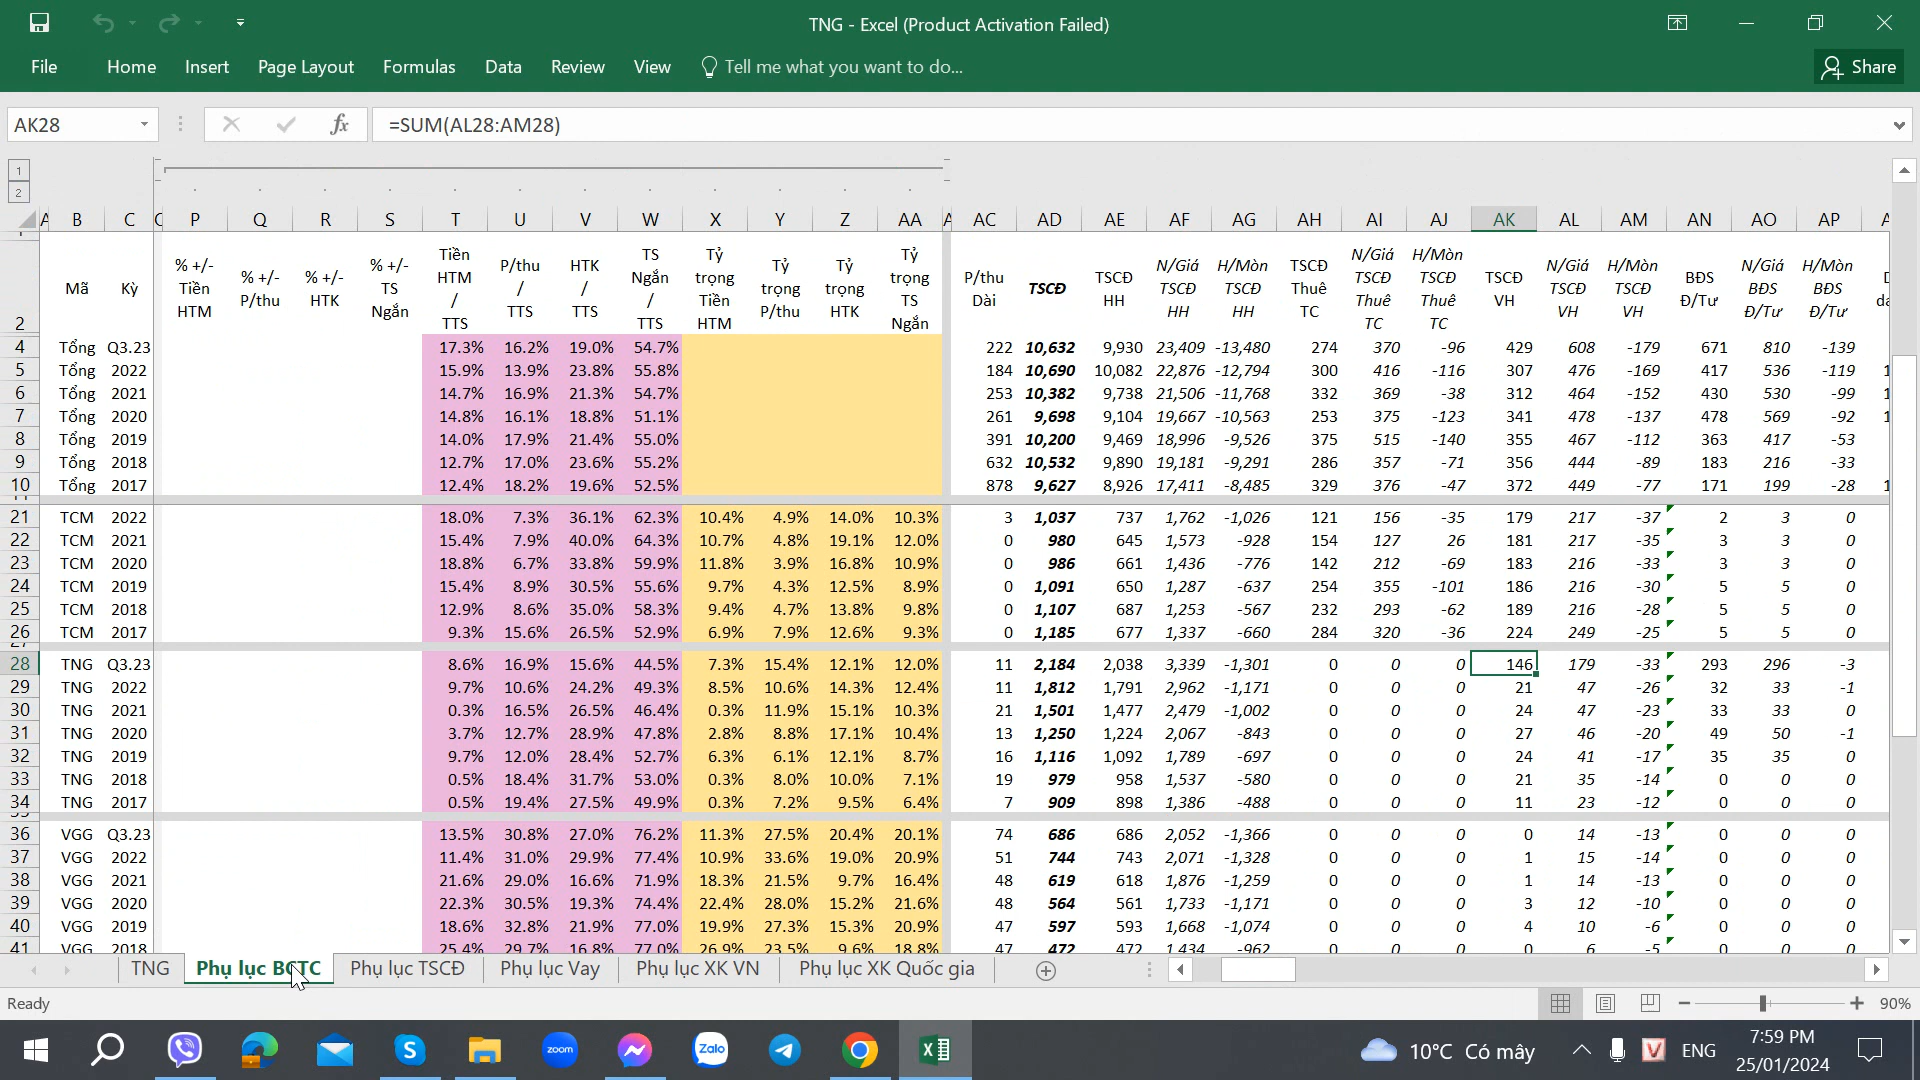 TNG - Excel (Product Activation Failed)
File Home Insert Page Layout Formulas Data Review View Tell me what you want to do... Share
AK28 fx =SUM(AL28:AM28)
1
2
B C P Q R S T U V W X Y Z AA AC AD AE AF AG AH AI AJ AK AL AM AN AO AP
2 Mã Kỳ % +/- Tiền HTM % +/- P/thu % +/- HTK % +/- TS Ngắn Tiền HTM / TTS P/thu / TTS HTK / TTS TS Ngắn / TTS Tỷ trọng Tiền HTM Tỷ trọng P/thu Tỷ trọng HTK Tỷ trọng TS Ngắn P/thu Dài TSCĐ TSCĐ HH N/Giá TSCĐ HH H/Mòn TSCĐ HH TSCĐ Thuê TC N/Giá TSCĐ Thuê TC H/Mòn TSCĐ Thuê TC TSCĐ VH N/Giá TSCĐ VH H/Mòn TSCĐ VH BĐS Đ/Tư N/Giá BĐS Đ/Tư H/Mòn BĐS Đ/Tư
4 Tổng Q3.23 17.3% 16.2% 19.0% 54.7% 222 10,632 9,930 23,409 -13,480 274 370 -96 429 608 -179 671 810 -139
5 Tổng 2022 15.9% 13.9% 23.8% 55.8% 184 10,690 10,082 22,876 -12,794 300 416 -116 307 476 -169 417 536 -119
6 Tổng 2021 14.7% 16.9% 21.3% 54.7% 253 10,382 9,738 21,506 -11,768 332 369 -38 312 464 -152 430 530 -99
7 Tổng 2020 14.8% 16.1% 18.8% 51.1% 261 9,698 9,104 19,667 -10,563 253 375 -123 341 478 -137 478 569 -92
8 Tổng 2019 14.0% 17.9% 21.4% 55.0% 391 10,200 9,469 18,996 -9,526 375 515 -140 355 467 -112 363 417 -53
9 Tổng 2018 12.7% 17.0% 23.6% 55.2% 632 10,532 9,890 19,181 -9,291 286 357 -71 356 444 -89 183 216 -33
10 Tổng 2017 12.4% 18.2% 19.6% 52.5% 878 9,627 8,926 17,411 -8,485 329 376 -47 372 449 -77 171 199 -28
21 TCM 2022 18.0% 7.3% 36.1% 62.3% 10.4% 4.9% 14.0% 10.3% 3 1,037 737 1,762 -1,026 121 156 -35 179 217 -37 2 3 0
22 TCM 2021 15.4% 7.9% 40.0% 64.3% 10.7% 4.8% 19.1% 12.0% 0 980 645 1,573 -928 154 127 26 181 217 -35 3 3 0
23 TCM 2020 18.8% 6.7% 33.8% 59.9% 11.8% 3.9% 16.8% 10.9% 0 986 661 1,436 -776 142 212 -69 183 216 -33 3 3 0
24 TCM 2019 15.4% 8.9% 30.5% 55.6% 9.7% 4.3% 12.5% 8.9% 0 1,091 650 1,287 -637 254 355 -101 186 216 -30 5 5 0
25 TCM 2018 12.9% 8.6% 35.0% 58.3% 9.4% 4.7% 13.8% 9.8% 0 1,107 687 1,253 -567 232 293 -62 189 216 -28 5 5 0
26 TCM 2017 9.3% 15.6% 26.5% 52.9% 6.9% 7.9% 12.6% 9.3% 0 1,185 677 1,337 -660 284 320 -36 224 249 -25 5 5 0
28 TNG Q3.23 8.6% 16.9% 15.6% 44.5% 7.3% 15.4% 12.1% 12.0% 11 2,184 2,038 3,339 -1,301 0 0 0 146 179 -33 293 296 -3
29 TNG 2022 9.7% 10.6% 24.2% 49.3% 8.5% 10.6% 14.3% 12.4% 11 1,812 1,791 2,962 -1,171 0 0 0 21 47 -26 32 33 -1
30 TNG 2021 0.3% 16.5% 26.5% 46.4% 0.3% 11.9% 15.1% 10.3% 21 1,501 1,477 2,479 -1,002 0 0 0 24 47 -23 33 33 0
31 TNG 2020 3.7% 12.7% 28.9% 47.8% 2.8% 8.8% 17.1% 10.4% 13 1,250 1,224 2,067 -843 0 0 0 27 46 -20 49 50 -1
32 TNG 2019 9.7% 12.0% 28.4% 52.7% 6.3% 6.1% 12.1% 8.7% 16 1,116 1,092 1,789 -697 0 0 0 24 41 -17 35 35 0
33 TNG 2018 0.5% 18.4% 31.7% 53.0% 0.3% 8.0% 10.0% 7.1% 19 979 958 1,537 -580 0 0 0 21 35 -14 0 0 0
34 TNG 2017 0.5% 19.4% 27.5% 49.9% 0.3% 7.2% 9.5% 6.4% 7 909 898 1,386 -488 0 0 0 11 23 -12 0 0 0
36 VGG Q3.23 13.5% 30.8% 27.0% 76.2% 11.3% 27.5% 20.4% 20.1% 74 686 686 2,052 -1,366 0 0 0 0 14 -13 0 0 0
37 VGG 2022 11.4% 31.0% 29.9% 77.4% 10.9% 33.6% 19.0% 20.9% 51 744 743 2,071 -1,328 0 0 0 1 15 -14 0 0 0
38 VGG 2021 21.6% 29.0% 16.6% 71.9% 18.3% 21.5% 9.7% 16.4% 48 619 618 1,876 -1,259 0 0 0 1 14 -13 0 0 0
39 VGG 2020 22.3% 30.5% 19.3% 74.4% 22.4% 28.0% 15.2% 21.6% 48 564 561 1,733 -1,171 0 0 0 3 12 -10 0 0 0
40 VGG 2019 18.6% 32.8% 21.9% 77.0% 19.9% 27.3% 15.3% 20.9% 47 597 593 1,668 -1,074 0 0 0 4 10 -6 0 0 0
41 VGG 2018 25.4% 29.7% 16.8% 77.0% 26.9% 23.5% 9.6% 18.8% 47 472 472 1,434 -962 0 0 0 0 6 -5 0 0 0
TNG Phụ lục BCTC Phụ lục TSCĐ Phụ lục Vay Phụ lục XK VN Phụ lục XK Quốc gia
Ready 90%
zoom Zalo 10°C Có mây ENG 7:59 PM
25/01/2024